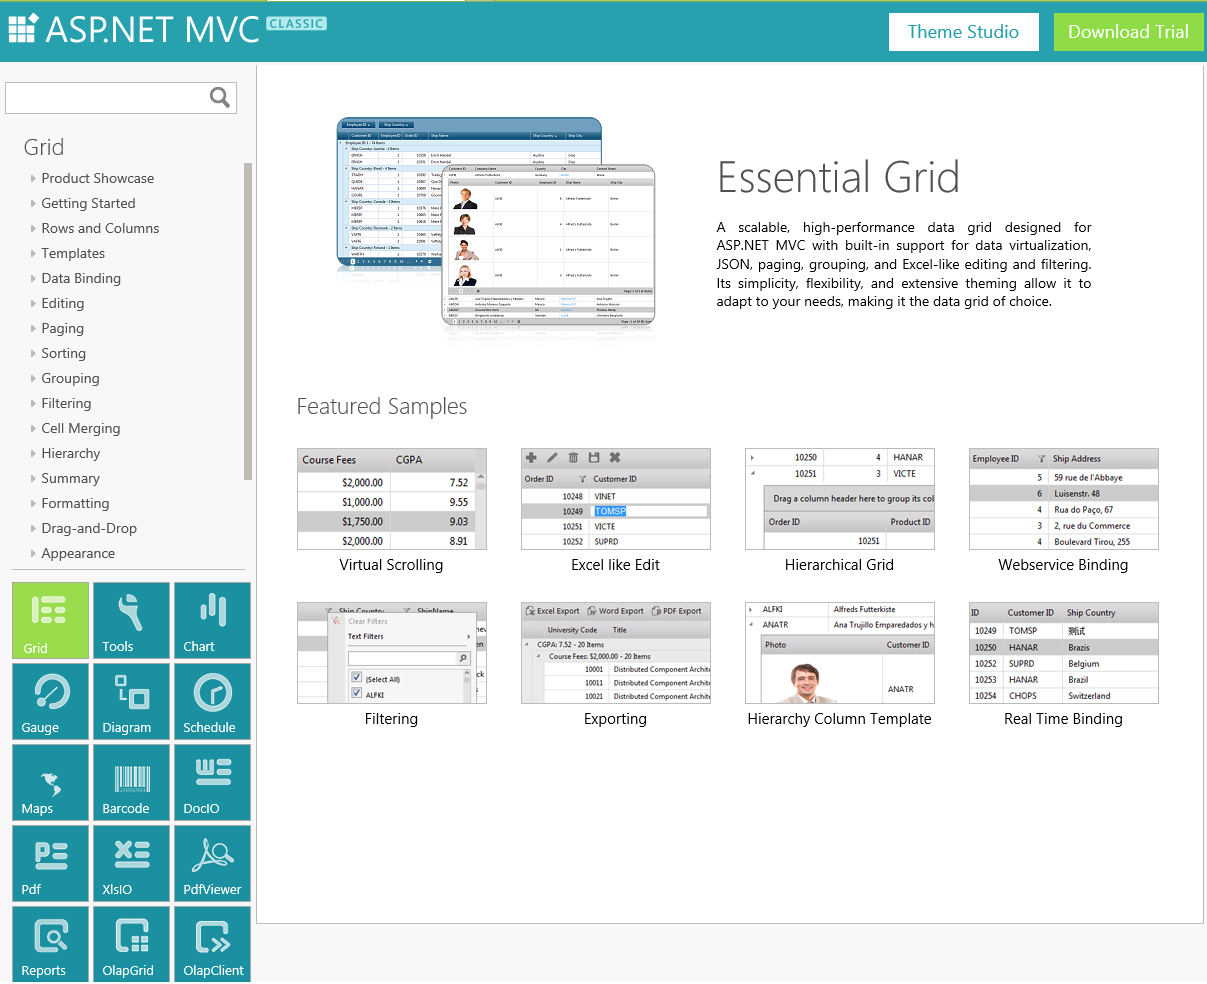 ASP.NET MVC CLASSIC
Theme Studio
Download Trial
Grid
Product Showcase
Getting Started
Rows and Columns
Templates
Data Binding
Editing
Paging
Sorting
Grouping
Filtering
Cell Merging
Hierarchy
Summary
Formatting
Drag-and-Drop
Appearance
Grid
Tools
Chart
Gauge
Diagram
Schedule
Maps
Barcode
DocIO
Pdf
XlsIO
PdfViewer
Reports
OlapGrid
OlapClient
Essential Grid
A scalable, high-performance data grid designed for
ASP.NET MVC with built-in support for data virtualization,
JSON, paging, grouping, and Excel-like editing and filtering.
Its simplicity, flexibility, and extensive theming allow it to
adapt to your needs, making it the data grid of choice.
Featured Samples
Course Fees CGPA
$2,000.00 7.52
$1,000.00 9.55
$1,750.00 9.03
$2,000.00 8.91
Virtual Scrolling
Order ID Customer ID
10248 VINET
10249 TOMSP
10251 VICTE
10252 SUPRD
Excel like Edit
10250 4 HANAR
10251 3 VICTE
Drag a column header here to group its col
Order ID Product ID
10251
Hierarchical Grid
Employee ID Ship Address
5 59 rue de l'Abbaye
6 Luisenstr. 48
4 Rua do Paço, 67
3 2, rue du Commerce
4 Boulevard Tirou, 255
Webservice Binding
Ship Country ShipName
Clear Filters
Text Filters
(Select All)
ALFKI
Filtering
Excel Export Word Export PDF Export
University Code Title
CGPA: 7.52 - 20 Items
Course Fees: $2,000.00 - 20 Items
10001 Distributed Component Archite
10011 Distributed Component Archite
10021 Distributed Component Archite
Exporting
ALFKI Alfreds Futterkiste
ANATR Ana Trujillo Emparedados y h
Photo Customer ID
ANATR
Hierarchy Column Template
ID Customer ID Ship Country
10249 TOMSP 测试
10250 HANAR Brazis
10252 SUPRD Belgium
10253 HANAR Brazil
10254 CHOPS Switzerland
Real Time Binding